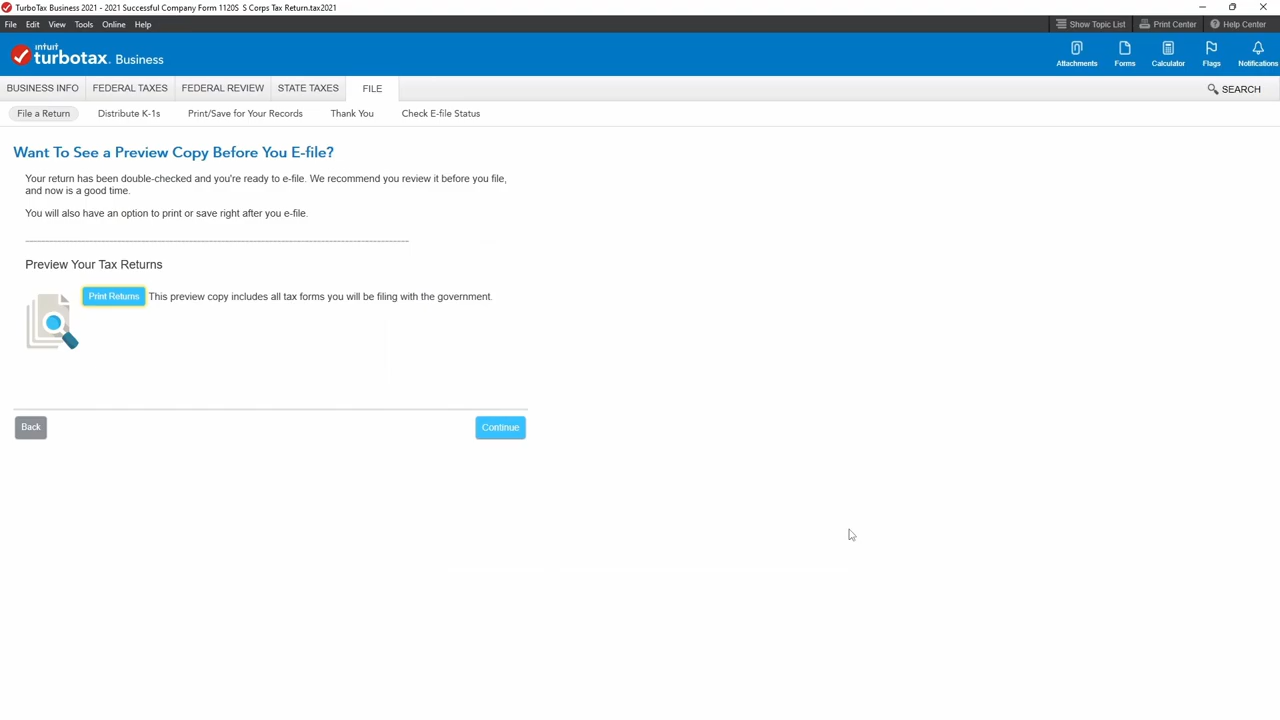 TurboTax Business 2021 - 2021 Successful Company Form 1120S S Corps Tax Return.tax2021
File Edit View Tools Online Help
Show Topic List Print Center Help Center
intuit
turbotax. Business
Attachments Forms Calculator Flags Notifications
BUSINESS INFO FEDERAL TAXES FEDERAL REVIEW STATE TAXES FILE SEARCH
File a Return Distribute K-1s Print/Save for Your Records Thank You Check E-file Status
Want To See a Preview Copy Before You E-file?
Your return has been double-checked and you're ready to e-file. We recommend you review it before you file,
and now is a good time.
You will also have an option to print or save right after you e-file.
Preview Your Tax Returns
Print Returns This preview copy includes all tax forms you will be filing with the government.
Back Continue